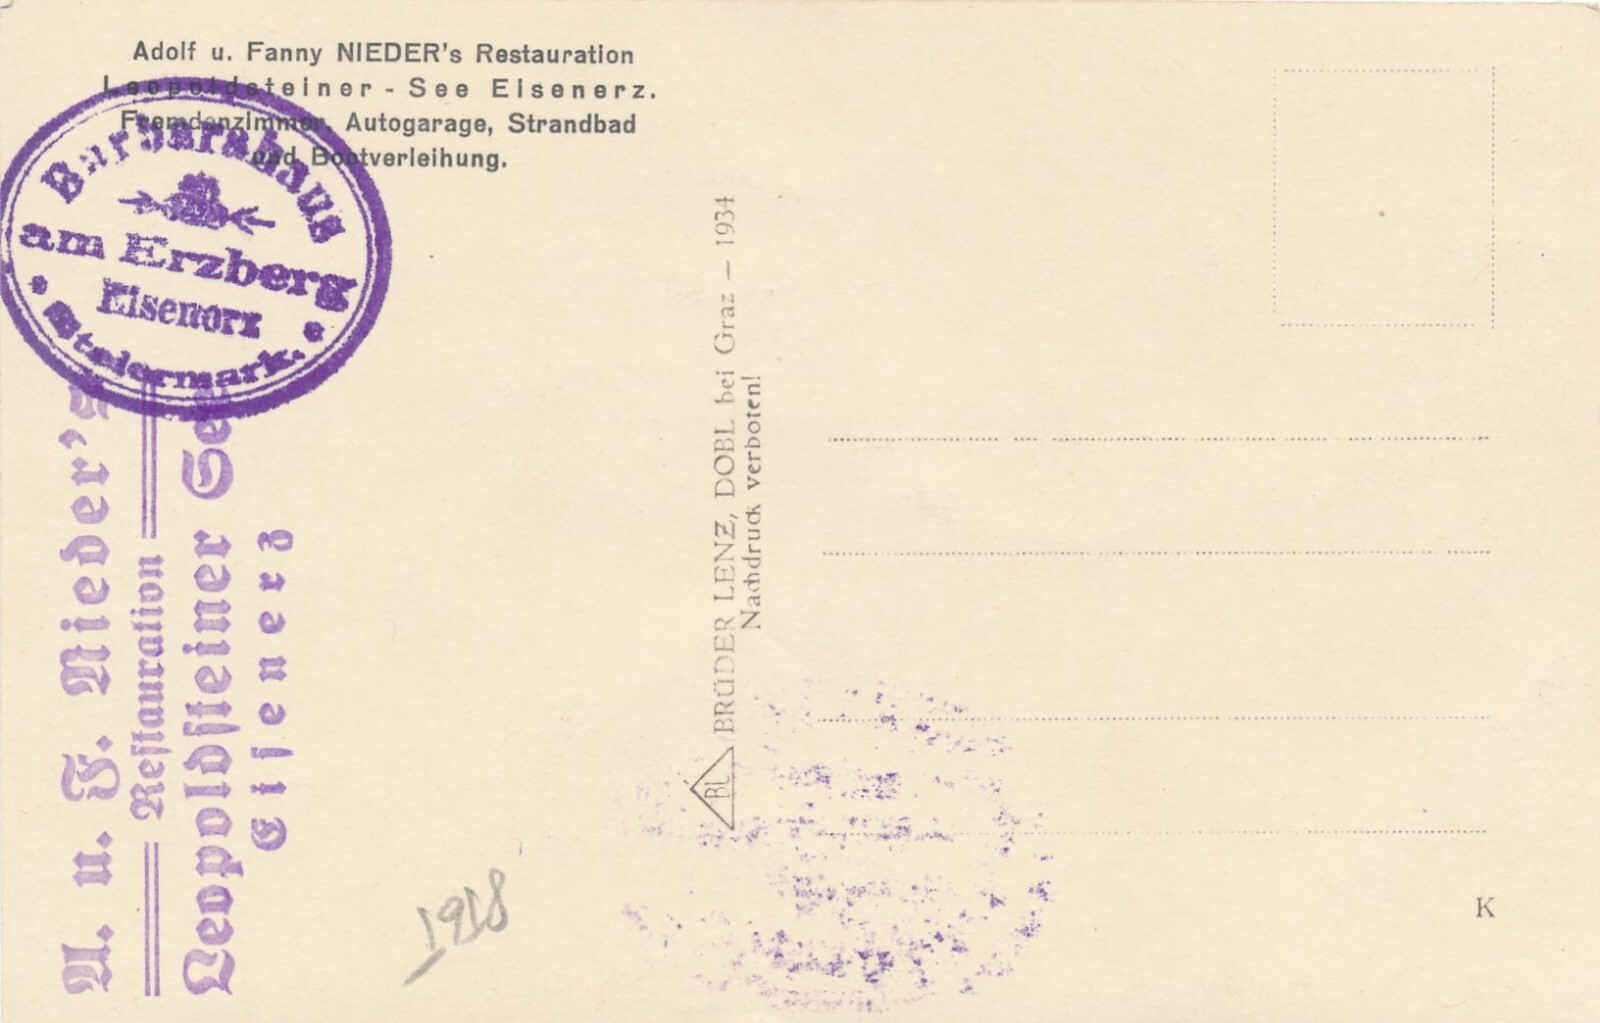 Adolf u. Fanny NIEDER's Restauration
Leopoldsteiner - See Eisenerz.
Fremdenzimmer, Autogarage, Strandbad
und Bootverleihung.
Barbarahaus
am Erzberg
Eisenerz
Steiermark.
A. u. F. Nieder's
Restauration
Leopoldsteiner See
Eisenerz
BL BRÜDER LENZ, DOBL bei Graz — 1934
Nachdruck verboten!
K